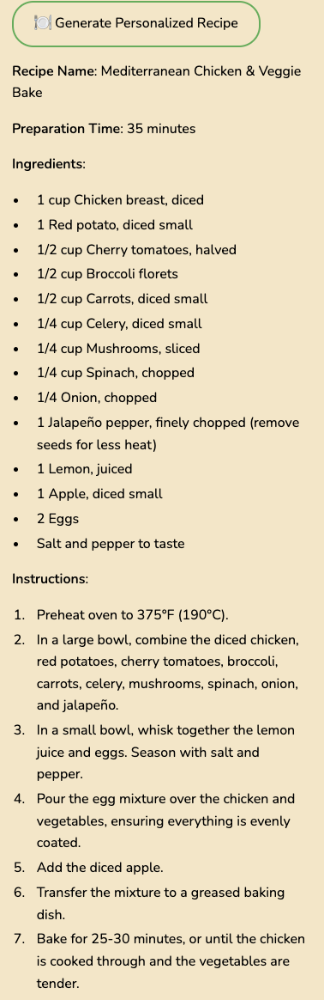 🍽️ Generate Personalized Recipe
Recipe Name: Mediterranean Chicken & Veggie
Bake
Preparation Time: 35 minutes
Ingredients:
• 1 cup Chicken breast, diced
• 1 Red potato, diced small
• 1/2 cup Cherry tomatoes, halved
• 1/2 cup Broccoli florets
• 1/2 cup Carrots, diced small
• 1/4 cup Celery, diced small
• 1/4 cup Mushrooms, sliced
• 1/4 cup Spinach, chopped
• 1/4 Onion, chopped
• 1 Jalapeño pepper, finely chopped (remove
seeds for less heat)
• 1 Lemon, juiced
• 1 Apple, diced small
• 2 Eggs
• Salt and pepper to taste
Instructions:
1. Preheat oven to 375°F (190°C).
2. In a large bowl, combine the diced chicken,
red potatoes, cherry tomatoes, broccoli,
carrots, celery, mushrooms, spinach, onion,
and jalapeño.
3. In a small bowl, whisk together the lemon
juice and eggs. Season with salt and
pepper.
4. Pour the egg mixture over the chicken and
vegetables, ensuring everything is evenly
coated.
5. Add the diced apple.
6. Transfer the mixture to a greased baking
dish.
7. Bake for 25-30 minutes, or until the chicken
is cooked through and the vegetables are
tender.